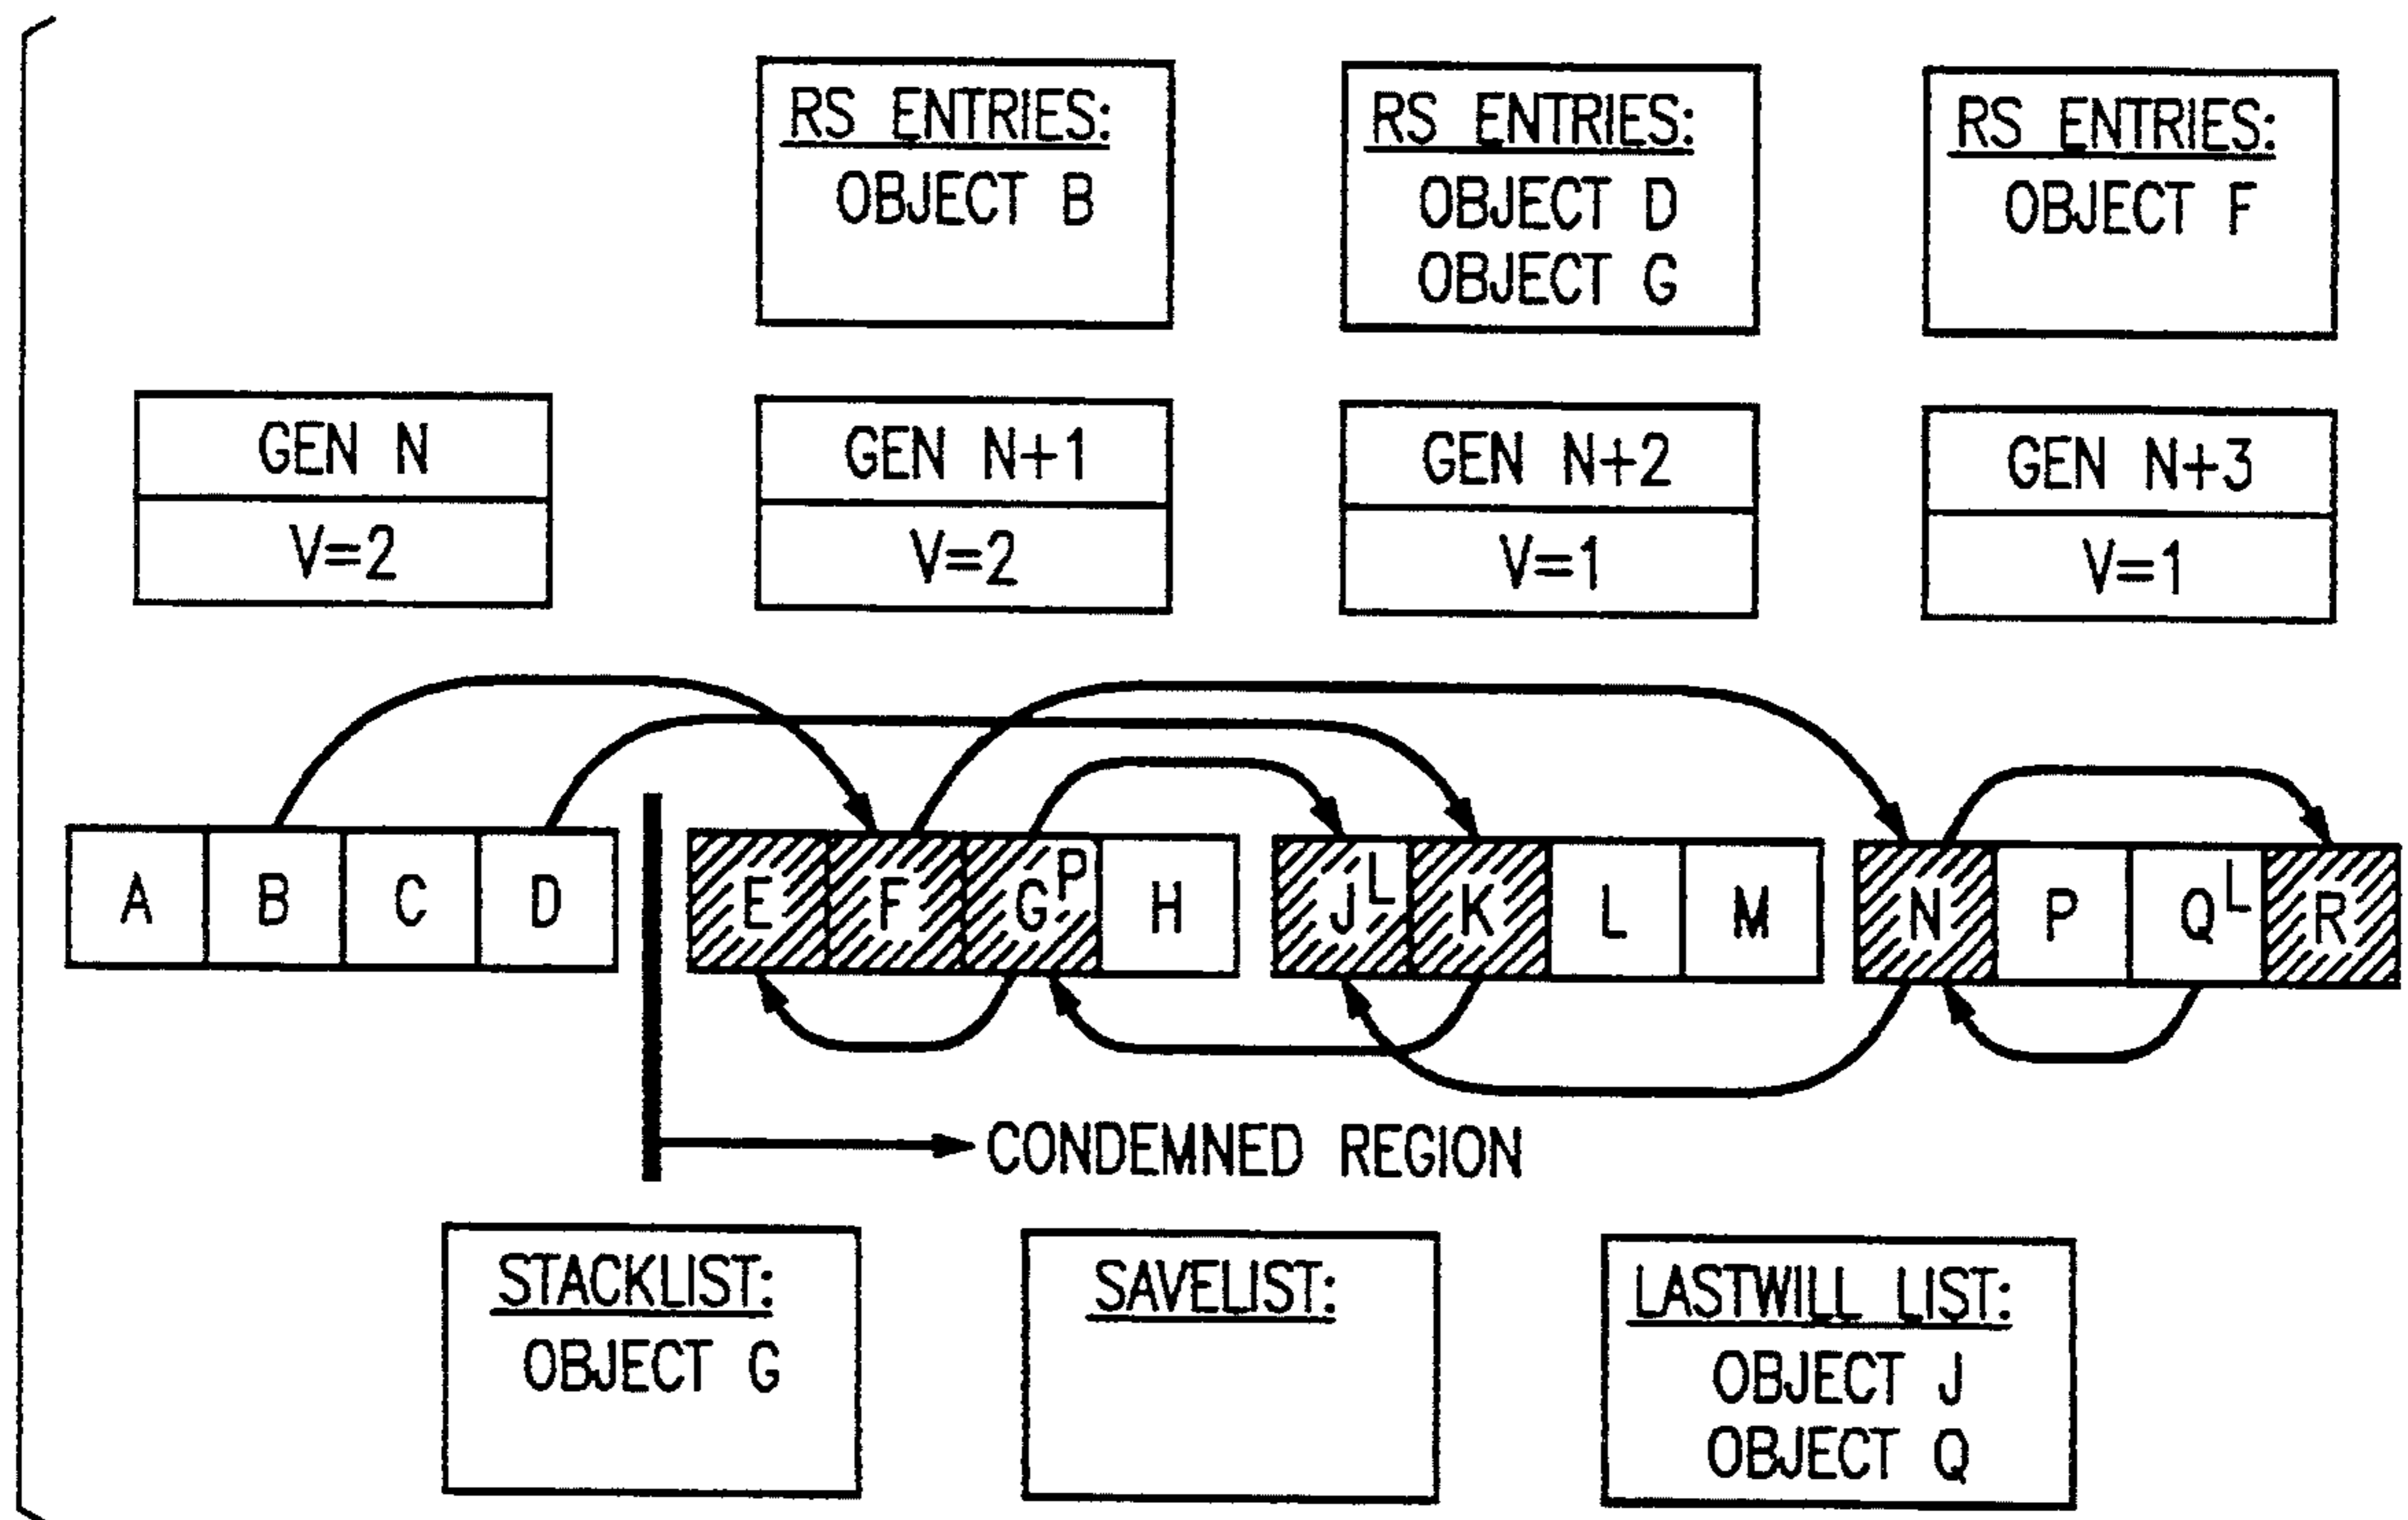 RS ENTRIES:
OBJECT B
RS ENTRIES:
OBJECT D
OBJECT G
RS ENTRIES:
OBJECT F
GEN N
V=2
GEN N+1
V=2
GEN N+2
V=1
GEN N+3
V=1
A B C D E F G P H J L K L M N P Q L R
CONDEMNED REGION
STACKLIST:
OBJECT G
SAVELIST:
LASTWILL LIST:
OBJECT J
OBJECT Q